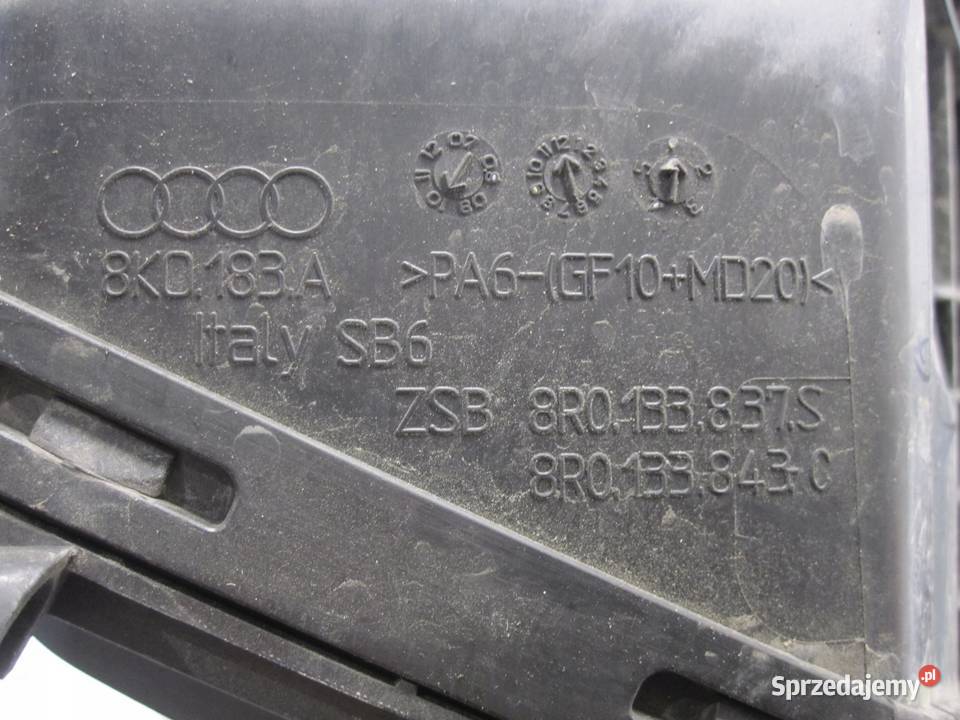 8K0.183.A >PA6-(GF10+MD20)<
Italy SB6
ZSB 8R0.133.837.S
8R0.133.843.C
Sprzedajemy.pl